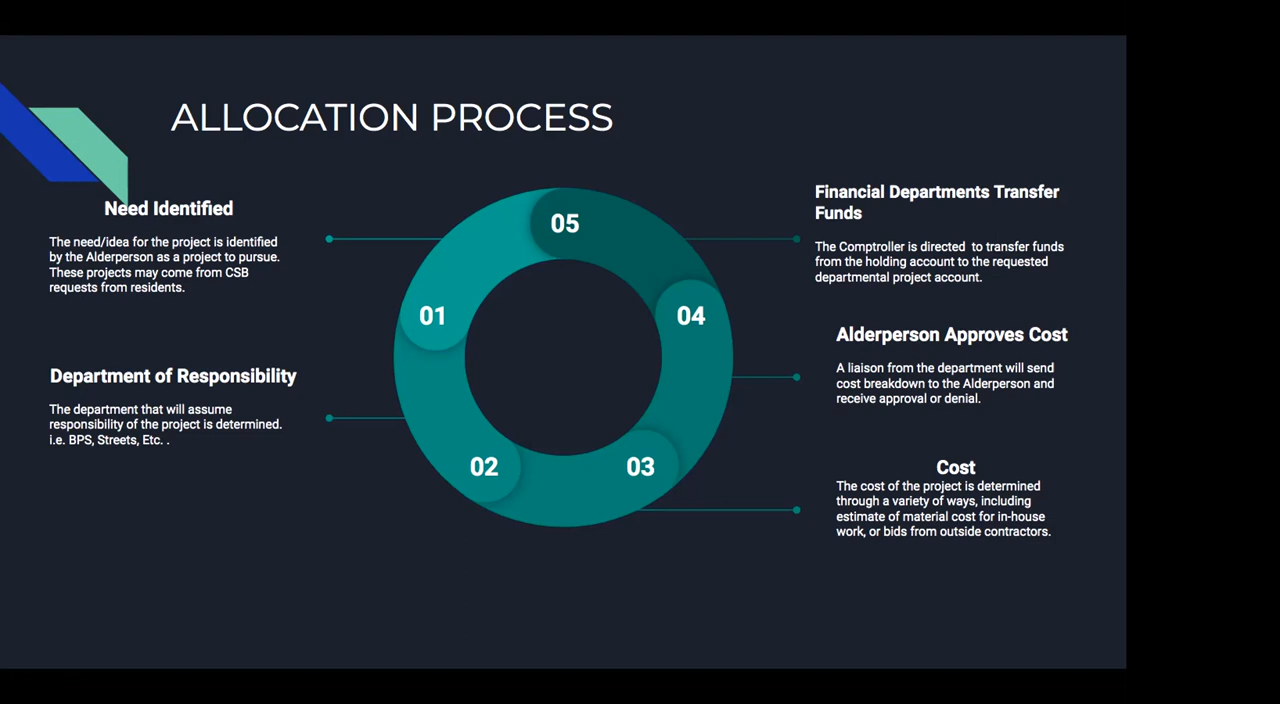 ALLOCATION PROCESS
Need Identified
The need/idea for the project is identified
by the Alderperson as a project to pursue.
These projects may come from CSB
requests from residents.
Department of Responsibility
The department that will assume
responsibility of the project is determined.
i.e. BPS, Streets, Etc. .
05
01
04
02
03
Financial Departments Transfer
Funds
The Comptroller is directed to transfer funds
from the holding account to the requested
departmental project account.
Alderperson Approves Cost
A liaison from the department will send
cost breakdown to the Alderperson and
receive approval or denial.
Cost
The cost of the project is determined
through a variety of ways, including
estimate of material cost for in-house
work, or bids from outside contractors.